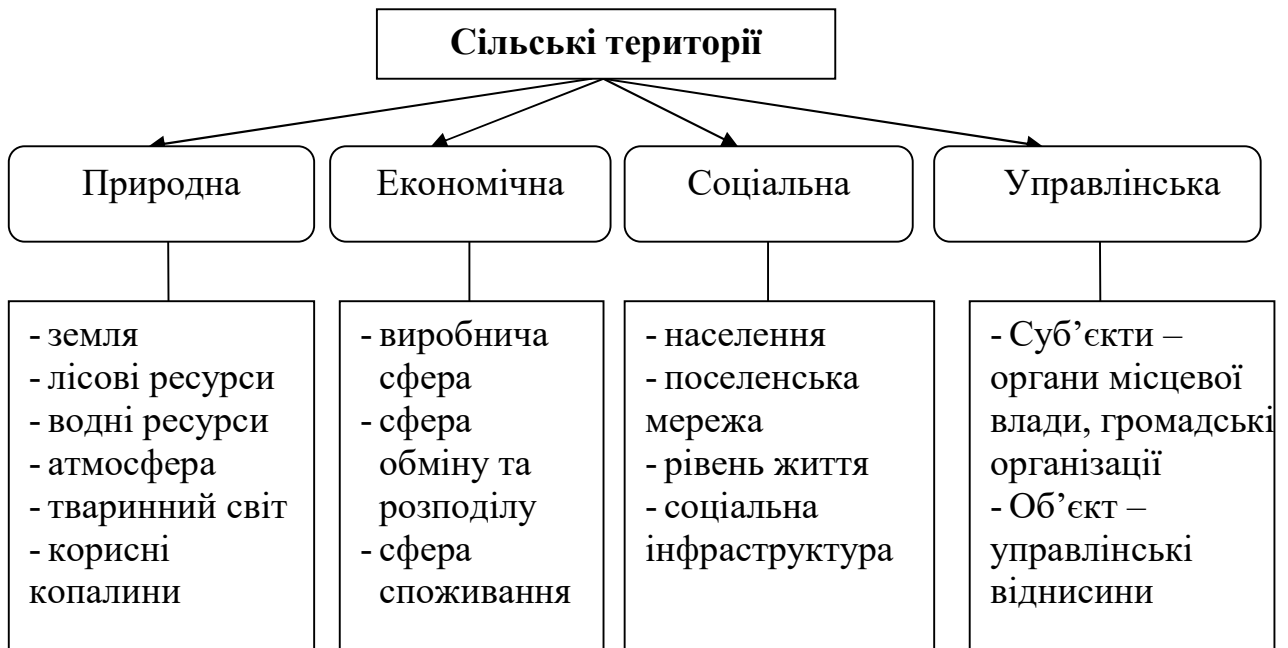 Сільські території
Природна
Економічна
Соціальна
Управлінська
- земля
- лісові ресурси
- водні ресурси
- атмосфера
- тваринний світ
- корисні
копалини
- виробнича
сфера
- сфера
обміну та
розподілу
- сфера
споживання
- населення
- поселенська
мережа
- рівень життя
- соціальна
інфраструктура
- Суб’єкти –
органи місцевої
влади, громадські
організації
- Об’єкт –
управлінські
віднисини